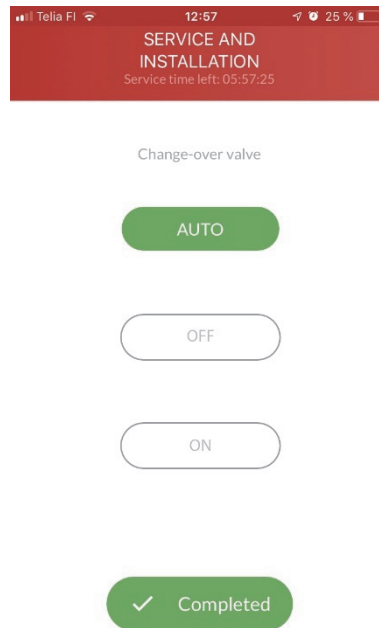 Telia FI 12:57 25 %
SERVICE AND
INSTALLATION
Service time left: 05:57:25
Change-over valve
AUTO
OFF
ON
Completed